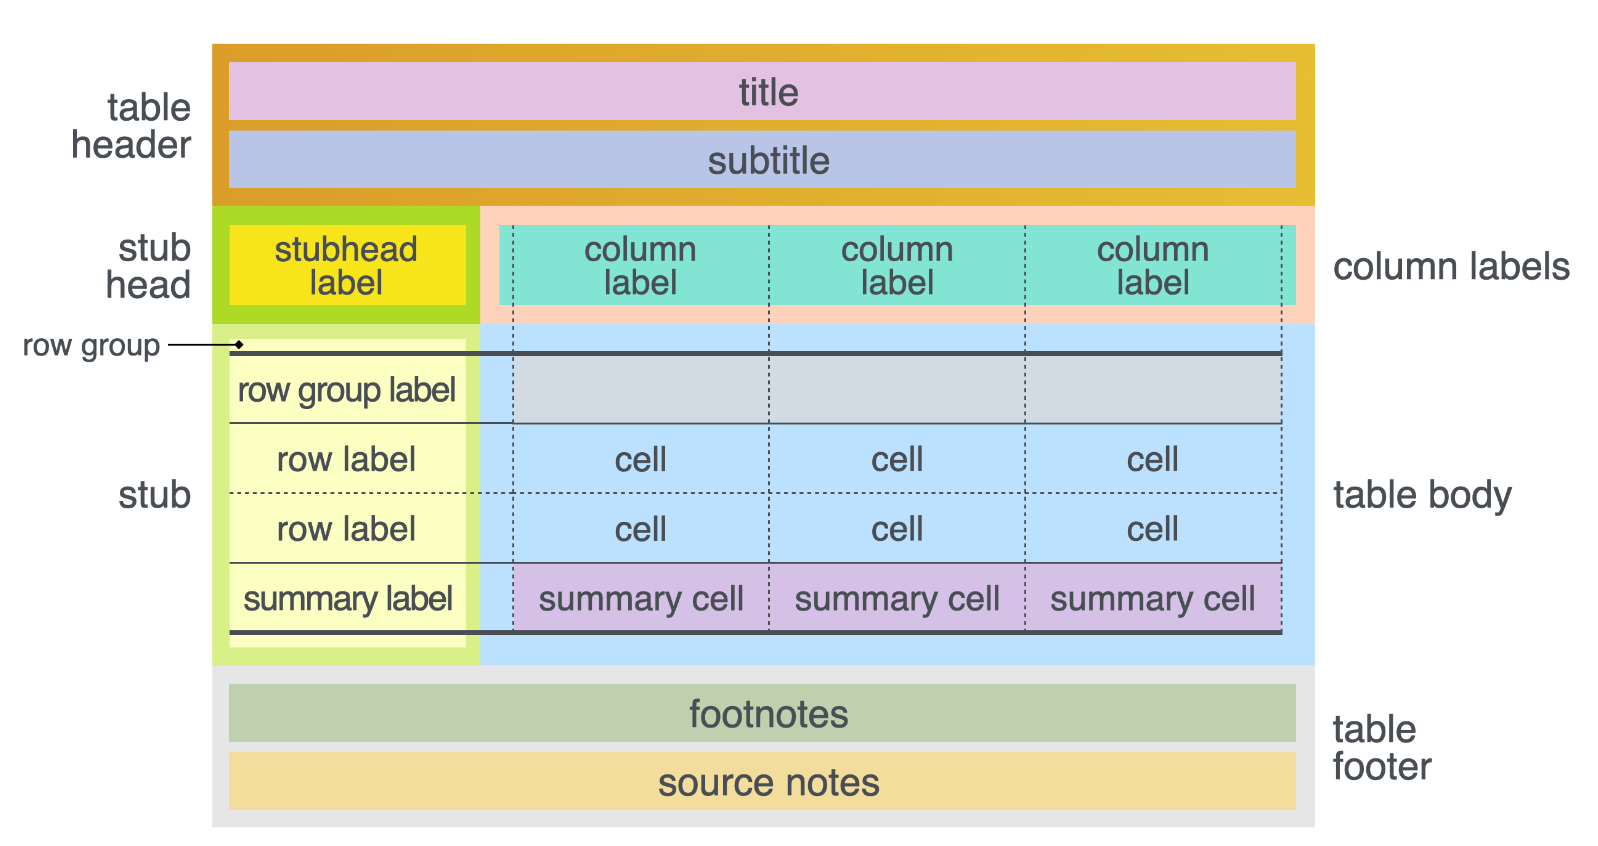 table
header
title
subtitle
stub
head
stubhead
label
column
label
column
label
column
label
column labels
row group
row group label
stub
row label
cell
cell
cell
row label
cell
cell
cell
summary label
summary cell
summary cell
summary cell
table body
footnotes
source notes
table
footer